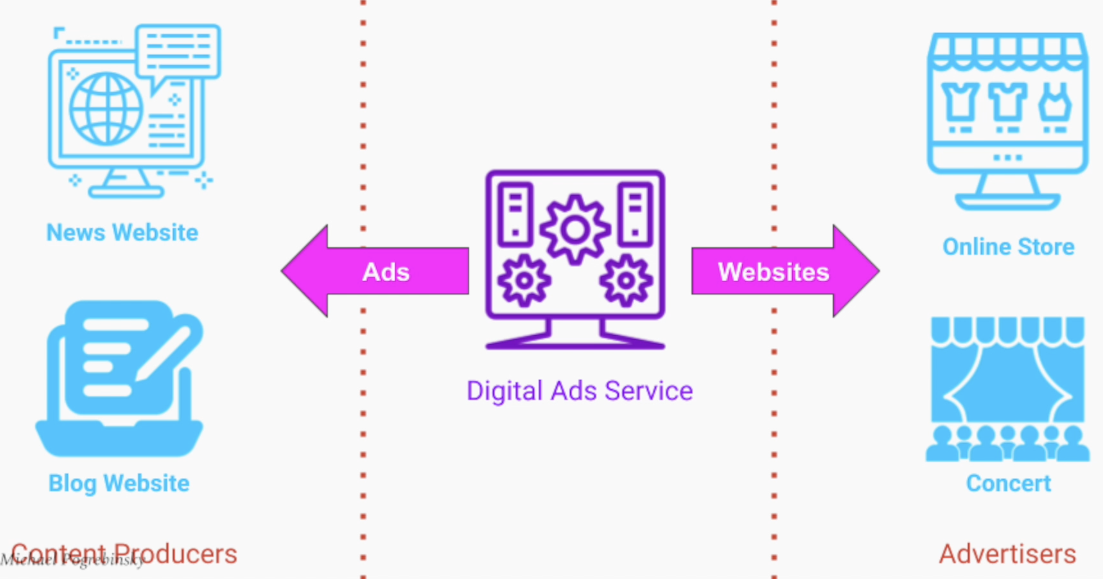 News Website
Blog Website
Content Producers
Michael Pogrebinsky
Ads
Digital Ads Service
Websites
Online Store
Concert
Advertisers